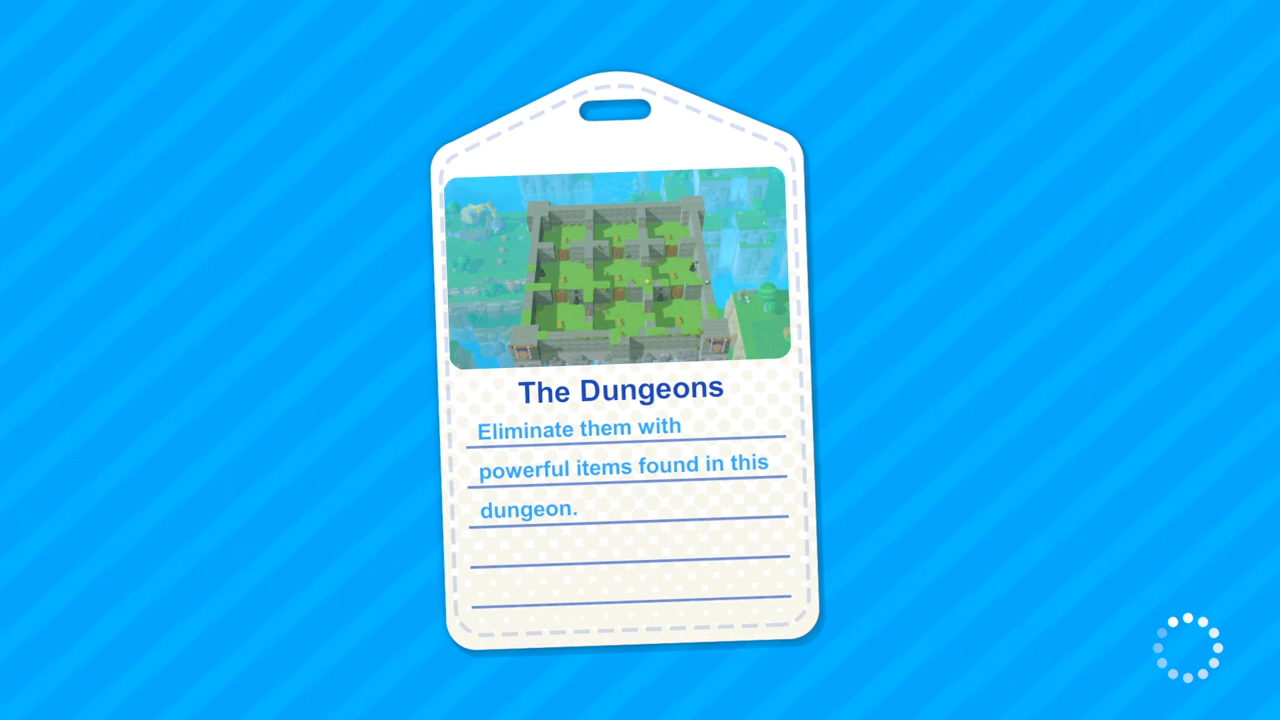 The Dungeons
Eliminate them with
powerful items found in this
dungeon.